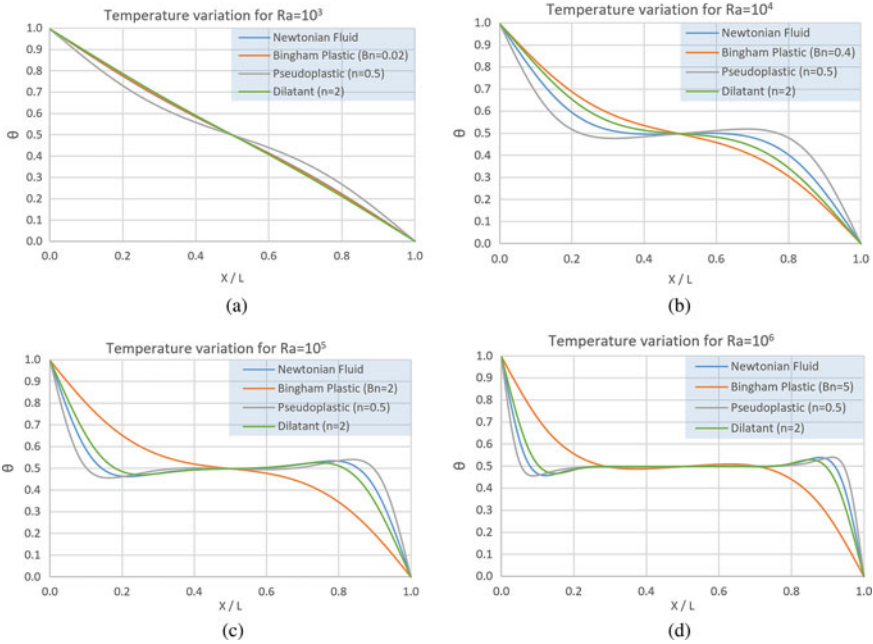 Temperature variation for Ra=10³
Newtonian Fluid
Bingham Plastic (Bn=0.02)
Pseudoplastic (n=0.5)
Dilatant (n=2)
1.0
0.9
0.8
0.7
0.6
0.5
0.4
0.3
0.2
0.1
0.0
θ
0.0 0.2 0.4 0.6 0.8 1.0
X / L
(a)
Temperature variation for Ra=10⁴
Newtonian Fluid
Bingham Plastic (Bn=0.4)
Pseudoplastic (n=0.5)
Dilatant (n=2)
1.0
0.9
0.8
0.7
0.6
0.5
0.4
0.3
0.2
0.1
0.0
θ
0.0 0.2 0.4 0.6 0.8 1.0
X / L
(b)
Temperature variation for Ra=10⁵
Newtonian Fluid
Bingham Plastic (Bn=2)
Pseudoplastic (n=0.5)
Dilatant (n=2)
1.0
0.9
0.8
0.7
0.6
0.5
0.4
0.3
0.2
0.1
0.0
θ
0.0 0.2 0.4 0.6 0.8 1.0
X / L
(c)
Temperature variation for Ra=10⁶
Newtonian Fluid
Bingham Plastic (Bn=5)
Pseudoplastic (n=0.5)
Dilatant (n=2)
1.0
0.9
0.8
0.7
0.6
0.5
0.4
0.3
0.2
0.1
0.0
θ
0.0 0.2 0.4 0.6 0.8 1.0
X / L
(d)